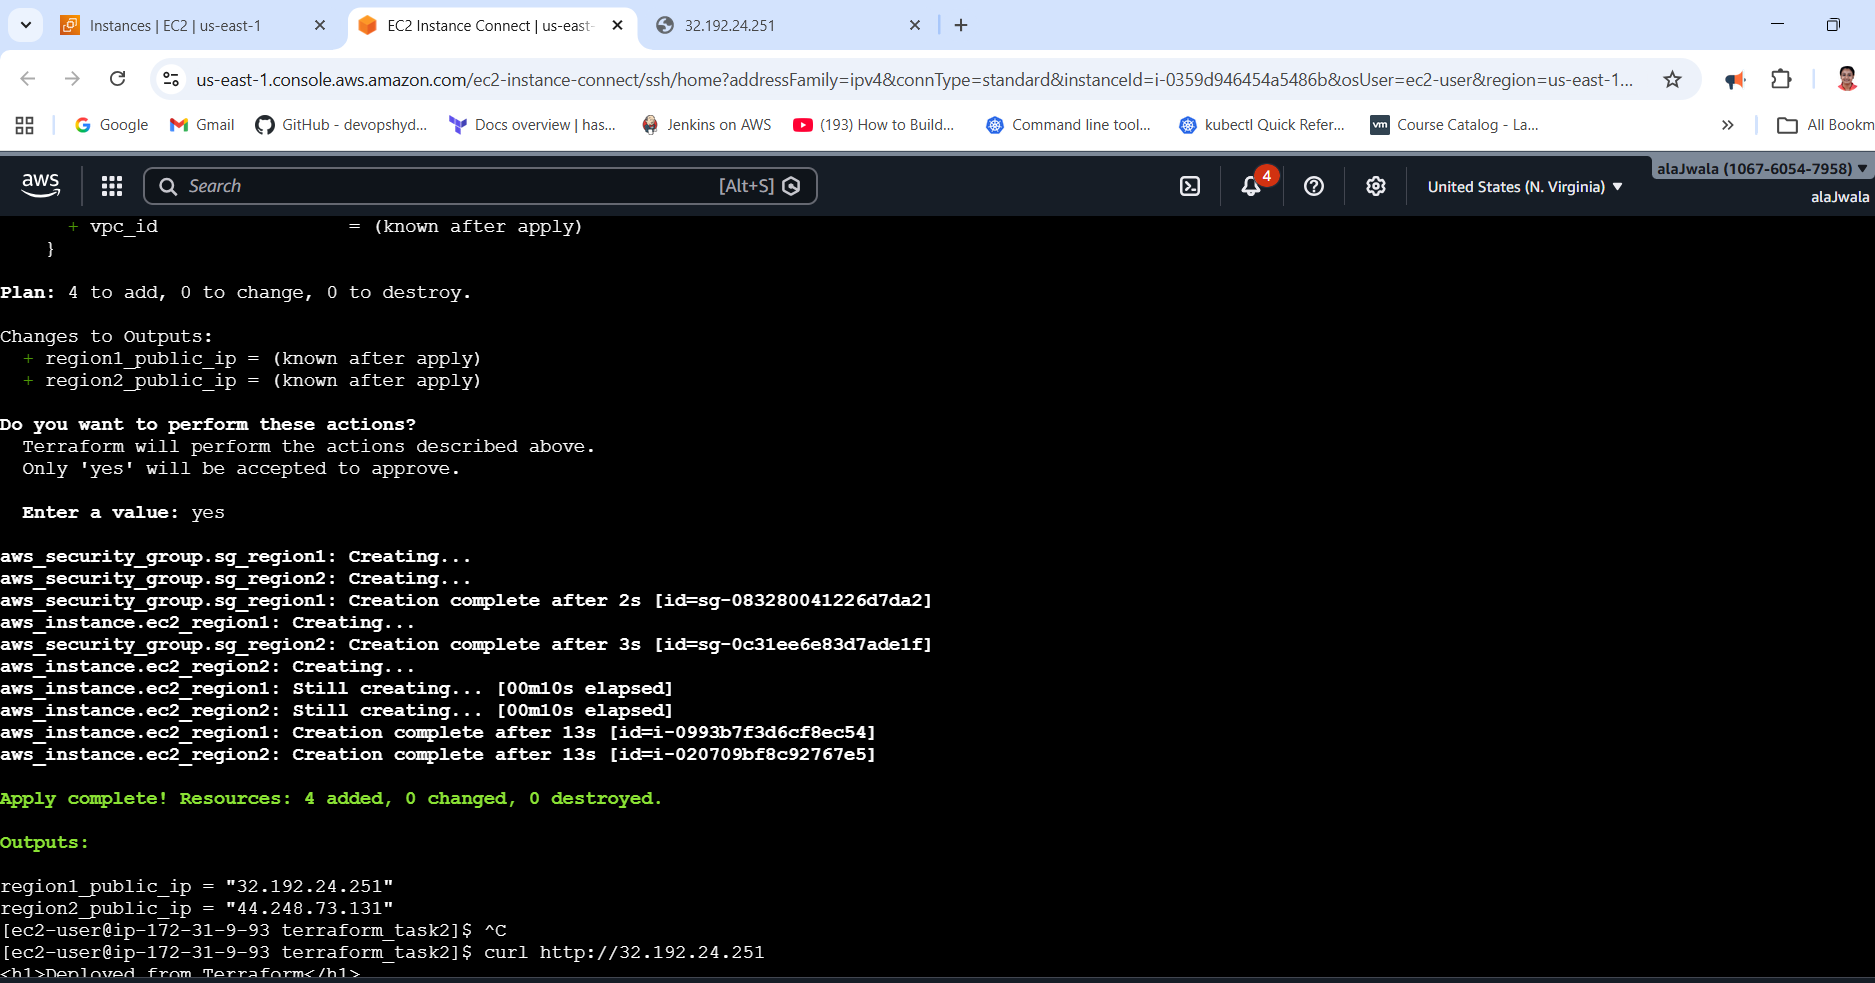 Instances | EC2 | us-east-1
EC2 Instance Connect | us-east-
32.192.24.251
us-east-1.console.aws.amazon.com/ec2-instance-connect/ssh/home?addressFamily=ipv4&connType=standard&instanceId=i-0359d946454a5486b&osUser=ec2-user&region=us-east-1...
Google
Gmail
GitHub - devopshyd...
Docs overview | has...
Jenkins on AWS
(193) How to Build...
Command line tool...
kubectl Quick Refer...
vm
Course Catalog - La...
All Bookm
aws
Search
[Alt+S]
4
United States (N. Virginia)
alaJwala (1067-6054-7958)
alaJwala
+ vpc_id = (known after apply)
}
Plan: 4 to add, 0 to change, 0 to destroy.
Changes to Outputs:
+ region1_public_ip = (known after apply)
+ region2_public_ip = (known after apply)
Do you want to perform these actions?
Terraform will perform the actions described above.
Only 'yes' will be accepted to approve.
Enter a value: yes
aws_security_group.sg_region1: Creating...
aws_security_group.sg_region2: Creating...
aws_security_group.sg_region1: Creation complete after 2s [id=sg-083280041226d7da2]
aws_instance.ec2_region1: Creating...
aws_security_group.sg_region2: Creation complete after 3s [id=sg-0c31ee6e83d7ade1f]
aws_instance.ec2_region2: Creating...
aws_instance.ec2_region1: Still creating... [00m10s elapsed]
aws_instance.ec2_region2: Still creating... [00m10s elapsed]
aws_instance.ec2_region1: Creation complete after 13s [id=i-0993b7f3d6cf8ec54]
aws_instance.ec2_region2: Creation complete after 13s [id=i-020709bf8c92767e5]
Apply complete! Resources: 4 added, 0 changed, 0 destroyed.
Outputs:
region1_public_ip = "32.192.24.251"
region2_public_ip = "44.248.73.131"
[ec2-user@ip-172-31-9-93 terraform_task2]$ ^C
[ec2-user@ip-172-31-9-93 terraform_task2]$ curl http://32.192.24.251
<h1>Deployed from Terraform</h1>